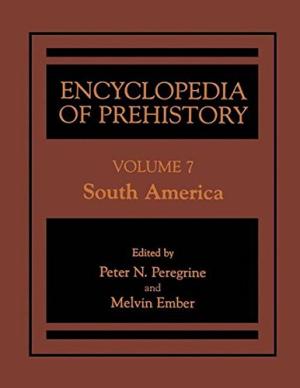 ENCYCLOPEDIA
OF PREHISTORY
VOLUME 7
South America
Edited by
Peter N. Peregrine
and
Melvin Ember